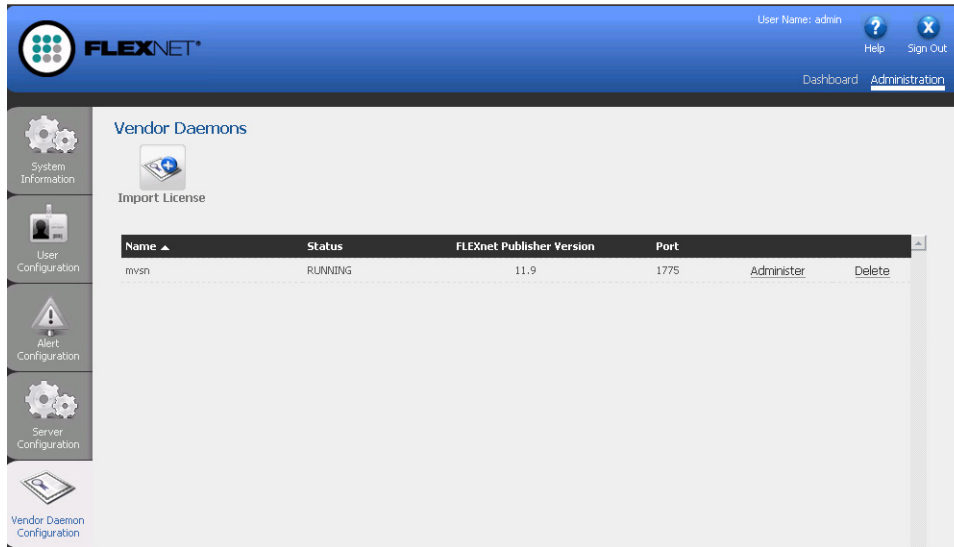 User Name: admin
FLEXNET
Help
Sign Out
Dashboard
Administration
System
Information
User
Configuration
Alert
Configuration
Server
Configuration
Vendor Daemon
Configuration
Vendor Daemons
Import License
Name Status FLEXnet Publisher Version Port
mvsn RUNNING 11.9 1775 Administer Delete